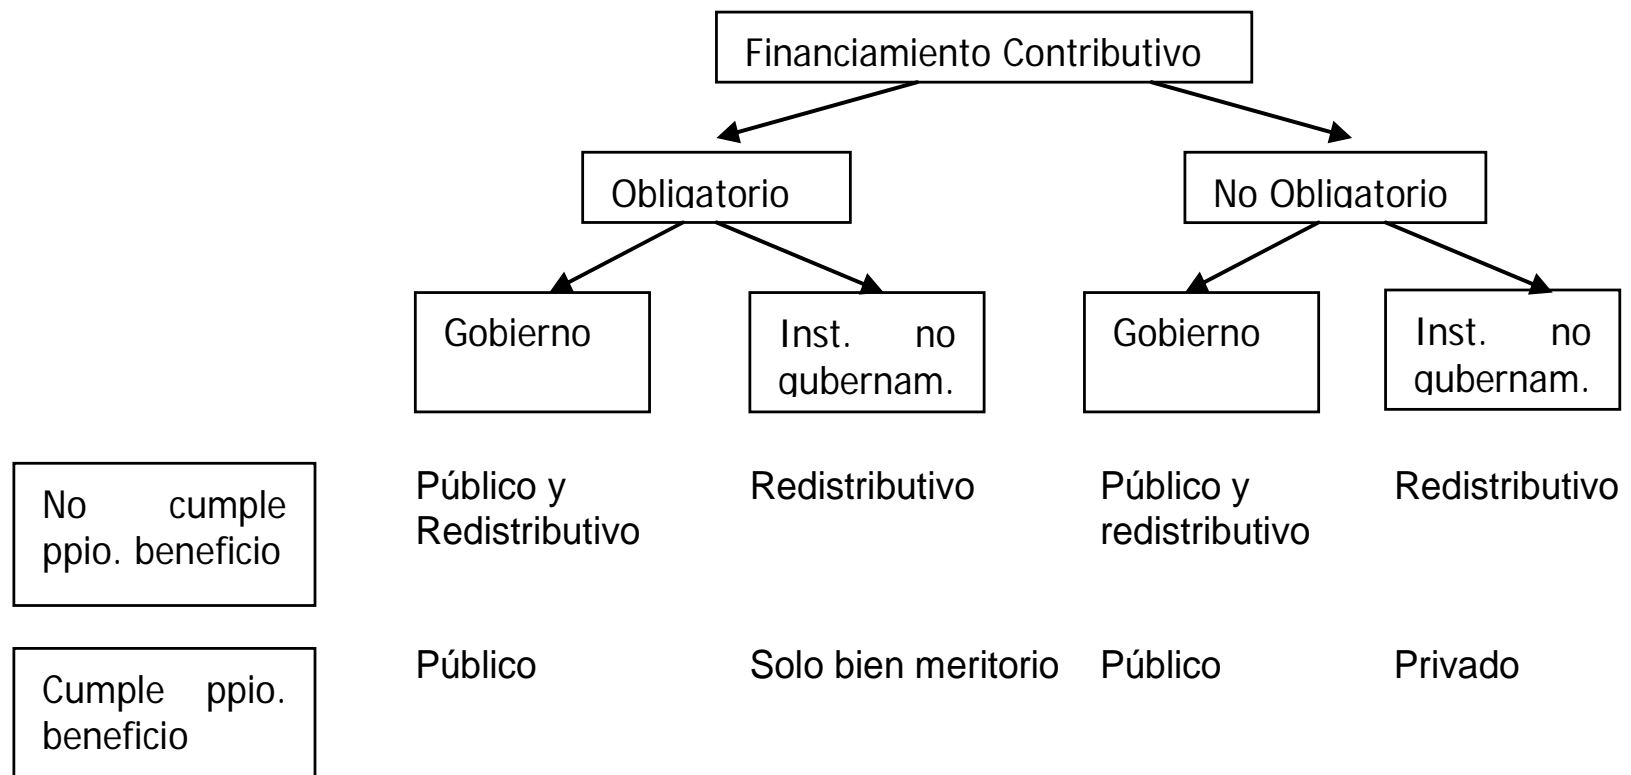 Financiamiento Contributivo
Obligatorio
No Obligatorio
Gobierno
Inst. no
gubernam.
Gobierno
Inst. no
gubernam.
No cumple
ppio. beneficio
Público y
Redistributivo
Redistributivo
Público y
redistributivo
Redistributivo
Cumple ppio.
beneficio
Público
Solo bien meritorio
Público
Privado